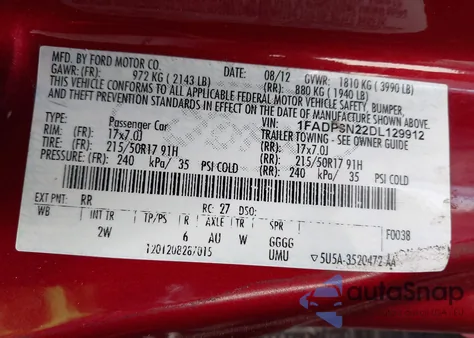 MFD. BY FORD MOTOR CO.
DATE: 08/12 GVWR: 1810 KG (3990 LB)
GAWR: (FR) 972 KG (2143 LB) (RR) 880 KG (1940 LB)
THIS VEHICLE CONFORMS TO ALL APPLICABLE FEDERAL MOTOR VEHICLE SAFETY, BUMPER,
AND THEFT PREVENTION STANDARDS IN EFFECT ON THE DATE OF MANUFACTURE SHOWN ABOVE.
VIN: 1FADP3N22DL129912
TYPE: Passenger Car TRAILER TOWING - SEE OWNER GUIDE
RIM: (FR) 17x7.0J (RR) 17x7.0J
TIRE: (FR) 215/50R17 91H (RR) 215/50R17 91H
PRESSURE: (FR) 240 kPa/ 35 PSI COLD (RR) 240 kPa/ 35 PSI COLD
EXT PNT: RR RC: 27 DSO:
WB INT TR TP/PS R AXLE TR SPR F0038
2W 6 AU W GGGG
UMU
1201208267015
5U5A-3520472-AA
autoSnap